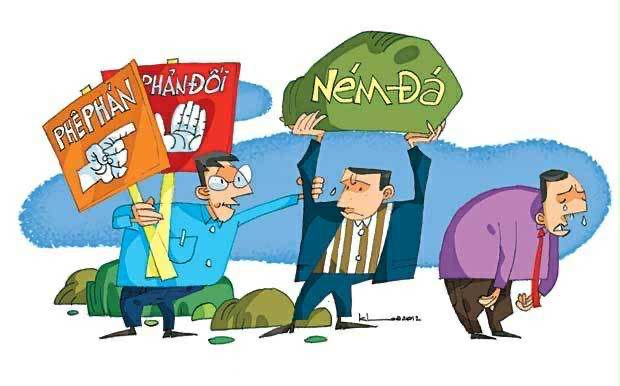 PHÊ PHÁN
PHẢN ĐỐI
NÉM ĐÁ